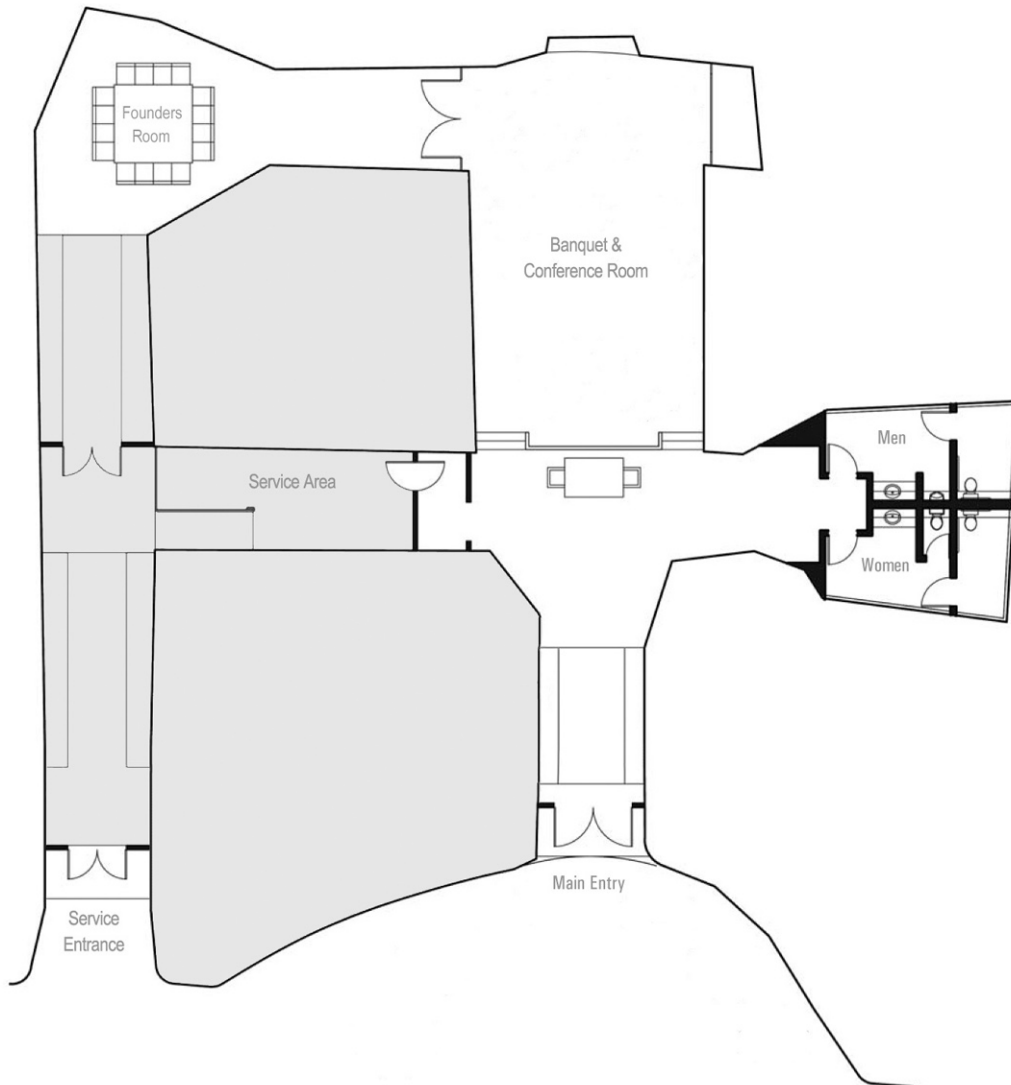 Founders
Room
Banquet &
Conference Room
Men
Service Area
Women
Main Entry
Service
Entrance